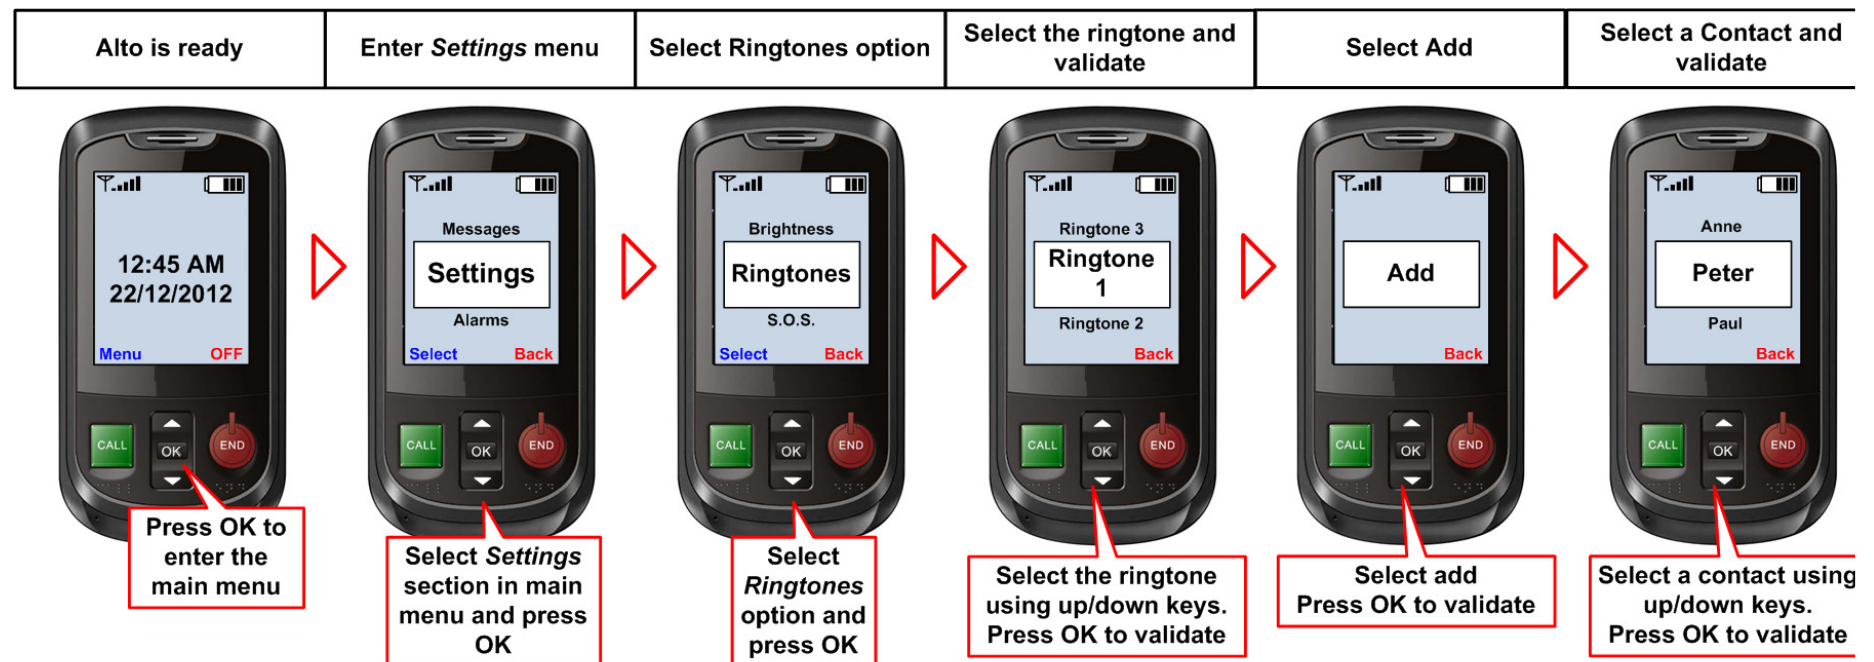 Alto is ready
Enter Settings menu
Select Ringtones option
Select the ringtone and
validate
Select Add
Select a Contact and
validate
12:45 AM
22/12/2012
Menu OFF
CALL
OK
END
Press OK to
enter the
main menu
Messages
Settings
Alarms
Select Back
CALL
OK
END
Select Settings
section in main
menu and press
OK
Brightness
Ringtones
S.O.S.
Select Back
CALL
OK
END
Select
Ringtones
option and
press OK
Ringtone 3
Ringtone
1
Ringtone 2
Back
CALL
OK
END
Select the ringtone
using up/down keys.
Press OK to validate
Add
Back
CALL
OK
END
Select add
Press OK to validate
Anne
Peter
Paul
Back
CALL
OK
END
Select a contact using
up/down keys.
Press OK to validate